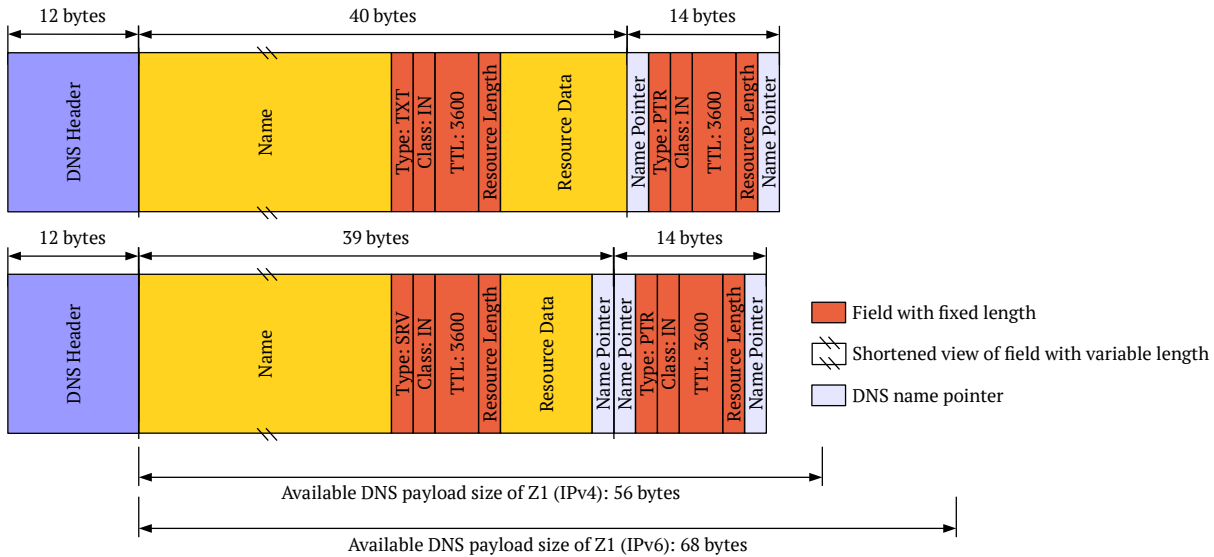 12 bytes
40 bytes
14 bytes
DNS Header
Name
Type: TXT
Class: IN
TTL: 3600
Resource Length
Resource Data
Name Pointer
Type: PTR
Class: IN
TTL: 3600
Resource Length
Name Pointer
12 bytes
39 bytes
14 bytes
DNS Header
Name
Type: SRV
Class: IN
TTL: 3600
Resource Length
Resource Data
Name Pointer
Name Pointer
Type: PTR
Class: IN
TTL: 3600
Resource Length
Name Pointer
Field with fixed length
Shortened view of field with variable length
DNS name pointer
Available DNS payload size of Z1 (IPv4): 56 bytes
Available DNS payload size of Z1 (IPv6): 68 bytes